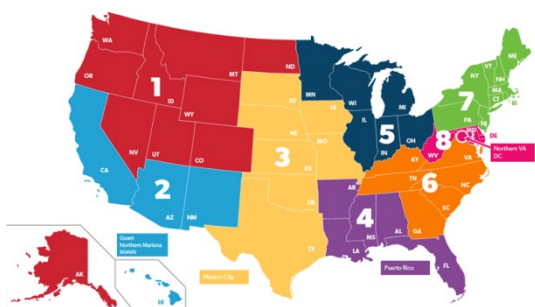 WA
OR
ID
MT
ND
WY
NV
UT
CO
1
AK
CA
AZ
NM
2
HI
Guam
Northern Mariana
Islands
SD
NE
IA
KS
MO
OK
TX
3
Mexico City
AR
LA
MS
AL
FL
4
Puerto Rico
MN
WI
IL
MI
IN
OH
5
KY
TN
VA
NC
SC
GA
6
ME
VT
NH
NY
MA
CT
RI
PA
NJ
7
WV
MD
DE
8
Northern VA
DC